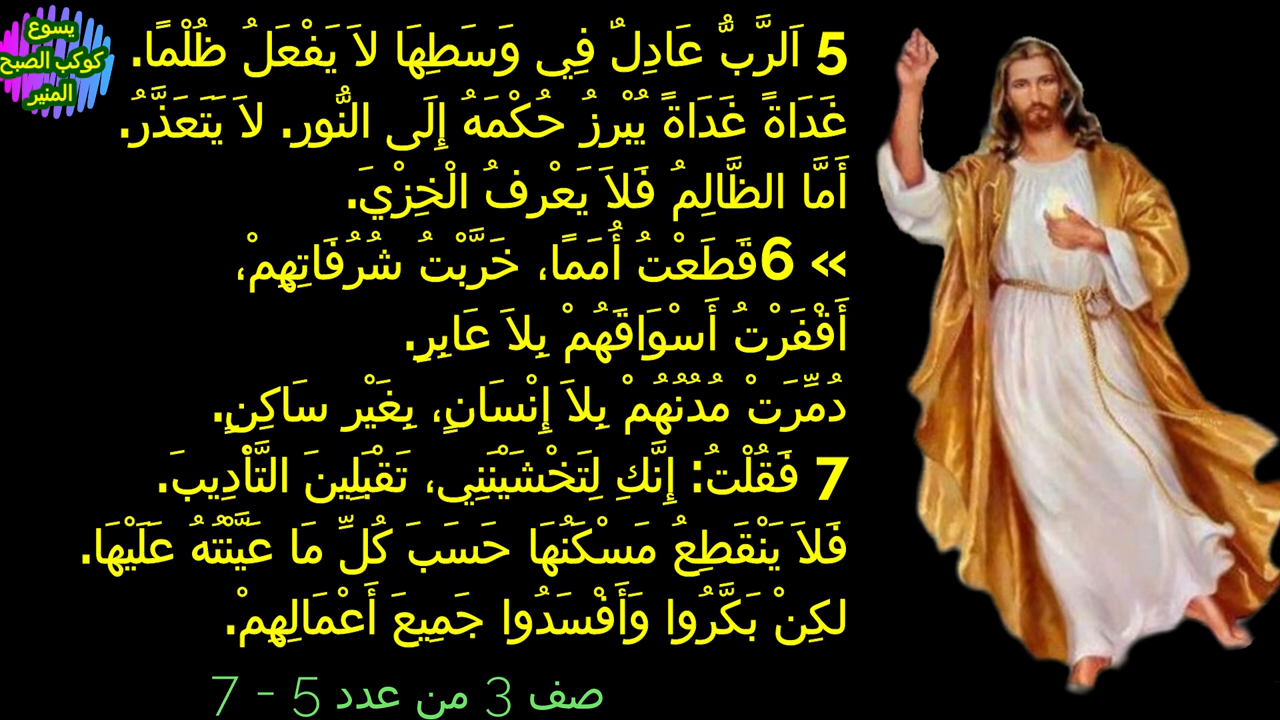 يسوع
كوكب الصبح
المنير
5 اَلرَّبُّ عَادِلٌ فِي وَسَطِهَا لاَ يَفْعَلُ ظُلْمًا.
غَدَاةً غَدَاةً يُبْرِزُ حُكْمَهُ إِلَى النُّورِ. لاَ يَتَعَذَّرُ.
أَمَّا الظَّالِمُ فَلاَ يَعْرِفُ الْخِزْيَ.
« 6قَطَعْتُ أُمَمًا، خَرَّبْتُ شُرُفَاتِهِمْ،
أَقْفَرْتُ أَسْوَاقَهُمْ بِلاَ عَابِرٍ.
دُمِّرَتْ مُدُنُهُمْ بِلاَ إِنْسَانٍ، بِغَيْرِ سَاكِنٍ.
7 فَقُلْتُ: إِنَّكِ لِتَخْشَيْنَنِي، تَقْبَلِينَ التَّأْدِيبَ.
فَلاَ يَنْقَطِعُ مَسْكَنُهَا حَسَبَ كُلِّ مَا عَيَّنْتُهُ عَلَيْهَا.
لكِنْ بَكَّرُوا وَأَفْسَدُوا جَمِيعَ أَعْمَالِهِمْ.
صف 3 من عدد 5 - 7